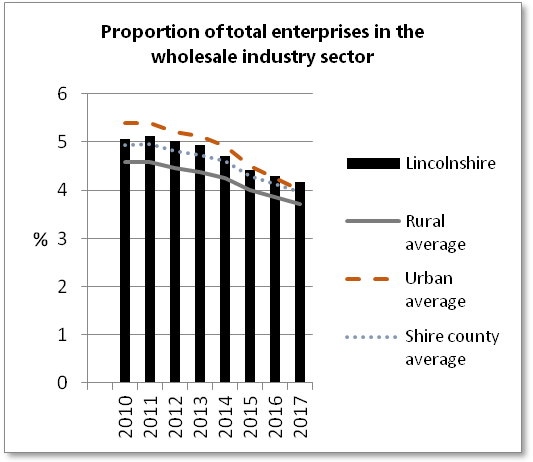 Proportion of total enterprises in the
wholesale industry sector
6
5
4
3
2
1
0
%
2010
2011
2012
2013
2014
2015
2016
2017
Lincolnshire
Rural
average
Urban
average
Shire county
average